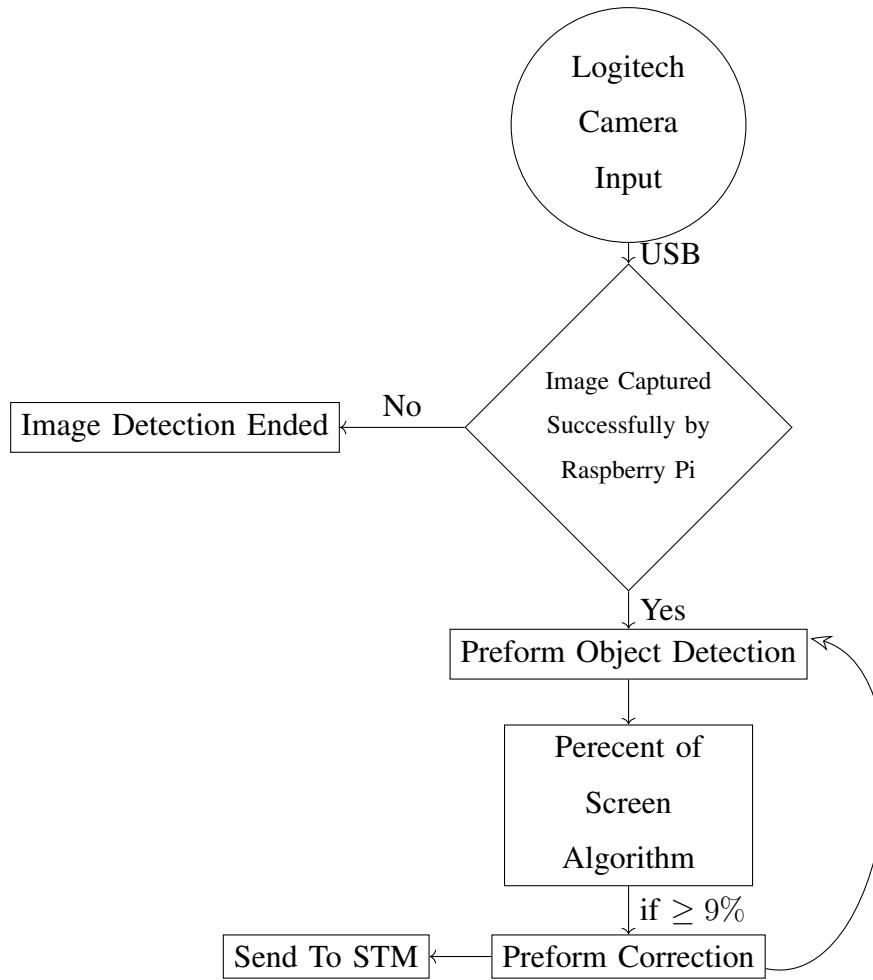 Logitech
Camera
Input
USB
Image Captured
Successfully by
Raspberry Pi
No
Image Detection Ended
Yes
Preform Object Detection
Perecent of
Screen
Algorithm
if ≥ 9%
Send To STM
Preform Correction